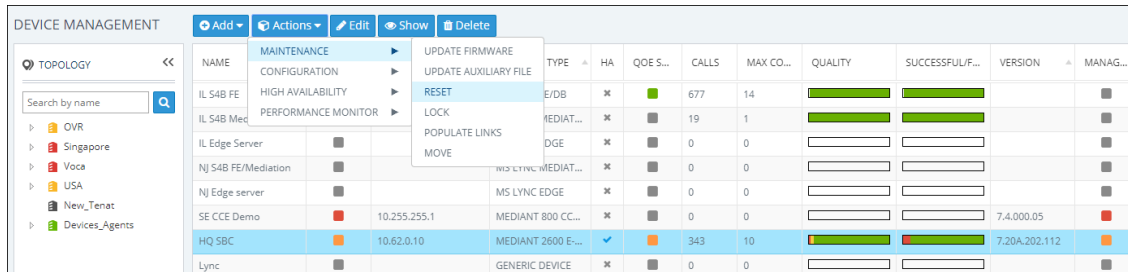 DEVICE MANAGEMENT
Add Actions Edit Show Delete
MAINTENANCE
CONFIGURATION
HIGH AVAILABILITY
PERFORMANCE MONITOR
UPDATE FIRMWARE
UPDATE AUXILIARY FILE
RESET
LOCK
POPULATE LINKS
MOVE
TOPOLOGY
Search by name
OVR
Singapore
Voca
USA
New_Tenat
Devices_Agents
NAME TYPE HA QOE S... CALLS MAX CO... QUALITY SUCCESSFUL/F... VERSION MANAG...
IL S4B FE E/DB 677 14
IL S4B Med MEDIAT... 19 1
IL Edge Server DGE 0 0
NJ S4B FE/Mediation MS LYNC MEDIAT... 0 0
NJ Edge server MS LYNC EDGE 0 0
SE CCE Demo 10.255.255.1 MEDIANT 800 CC... 0 0 7.4.000.05
HQ SBC 10.62.0.10 MEDIANT 2600 E-... 343 10 7.20A.202.112
Lync GENERIC DEVICE 0 0